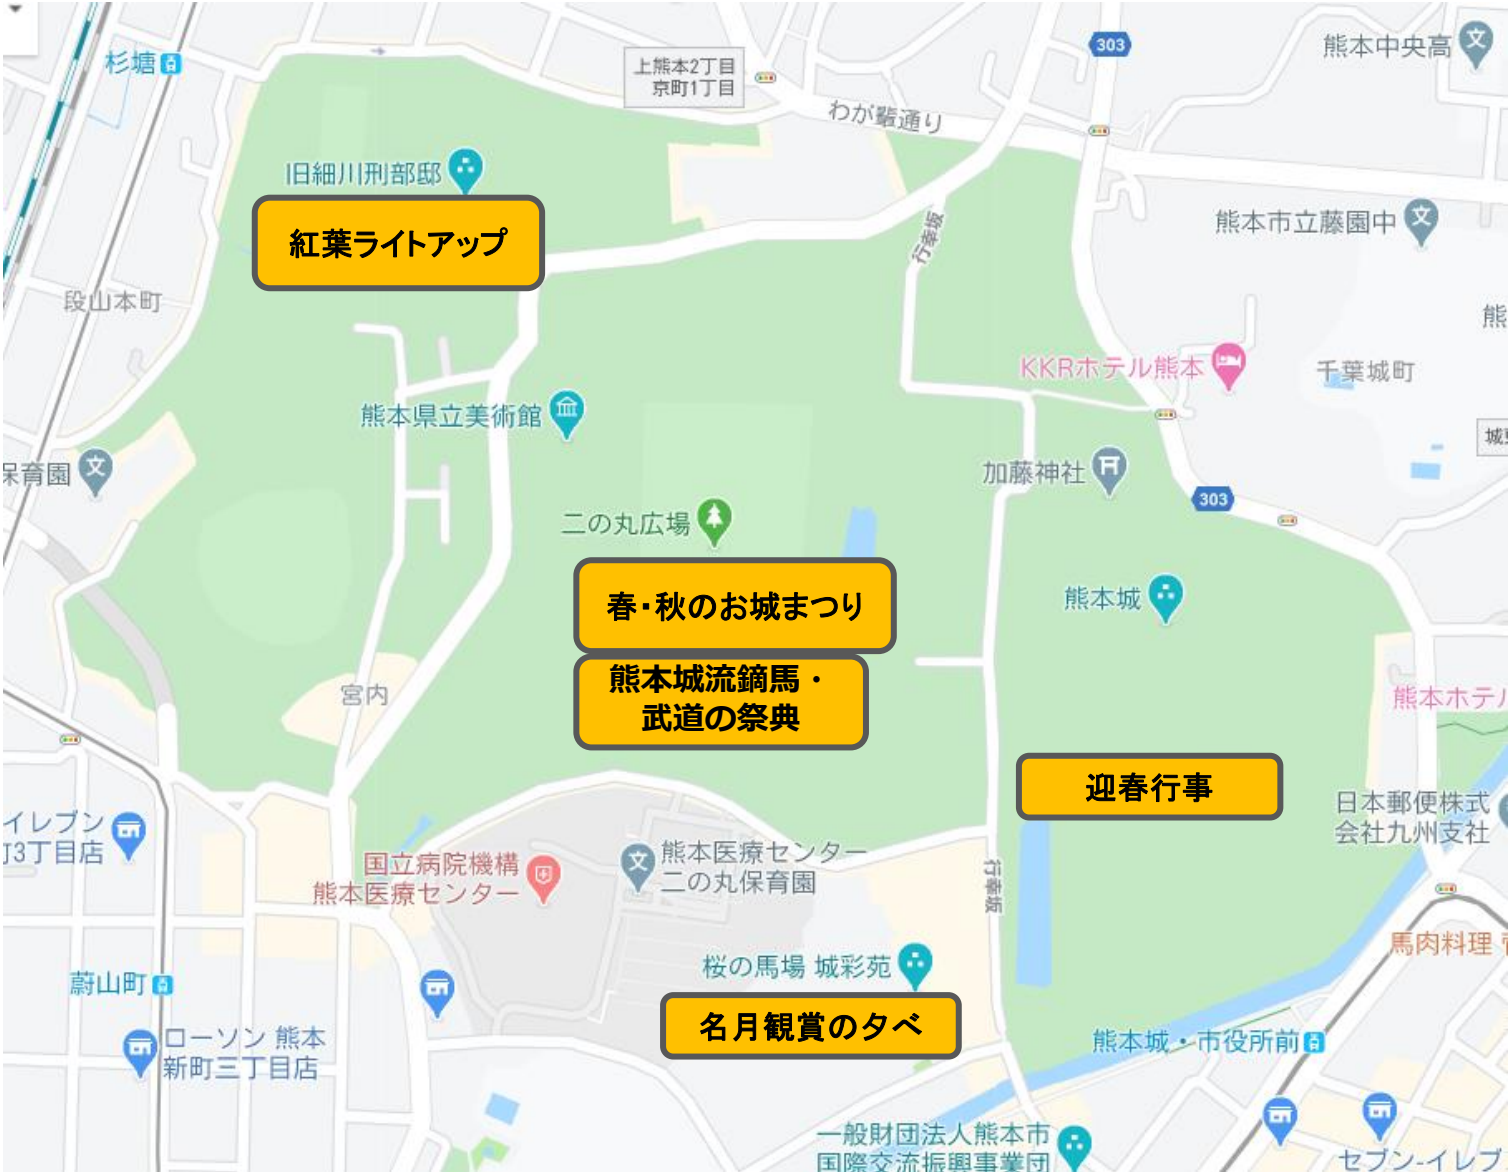 杉塘
上熊本2丁目
京町1丁目
303
熊本中央高
わが輩通り
旧細川刑部邸
紅葉ライトアップ
行幸坂
熊本市立藤園中
段山本町
熊
KKRホテル熊本
千葉城町
熊本県立美術館
保育園
加藤神社
303
二の丸広場
春・秋のお城まつり
熊本城
熊本城流鏑馬・
武道の祭典
宮内
熊本ホテル
迎春行事
日本郵便株式
会社九州支社
イレブン
町3丁目店
国立病院機構
熊本医療センター
熊本医療センター
二の丸保育園
行幸坂
馬肉料理
桜の馬場 城彩苑
蔚山町
名月観賞の夕べ
ローソン 熊本
新町三丁目店
熊本城・市役所前
一般財団法人熊本市
国際交流振興事業団
セブン-イレブ